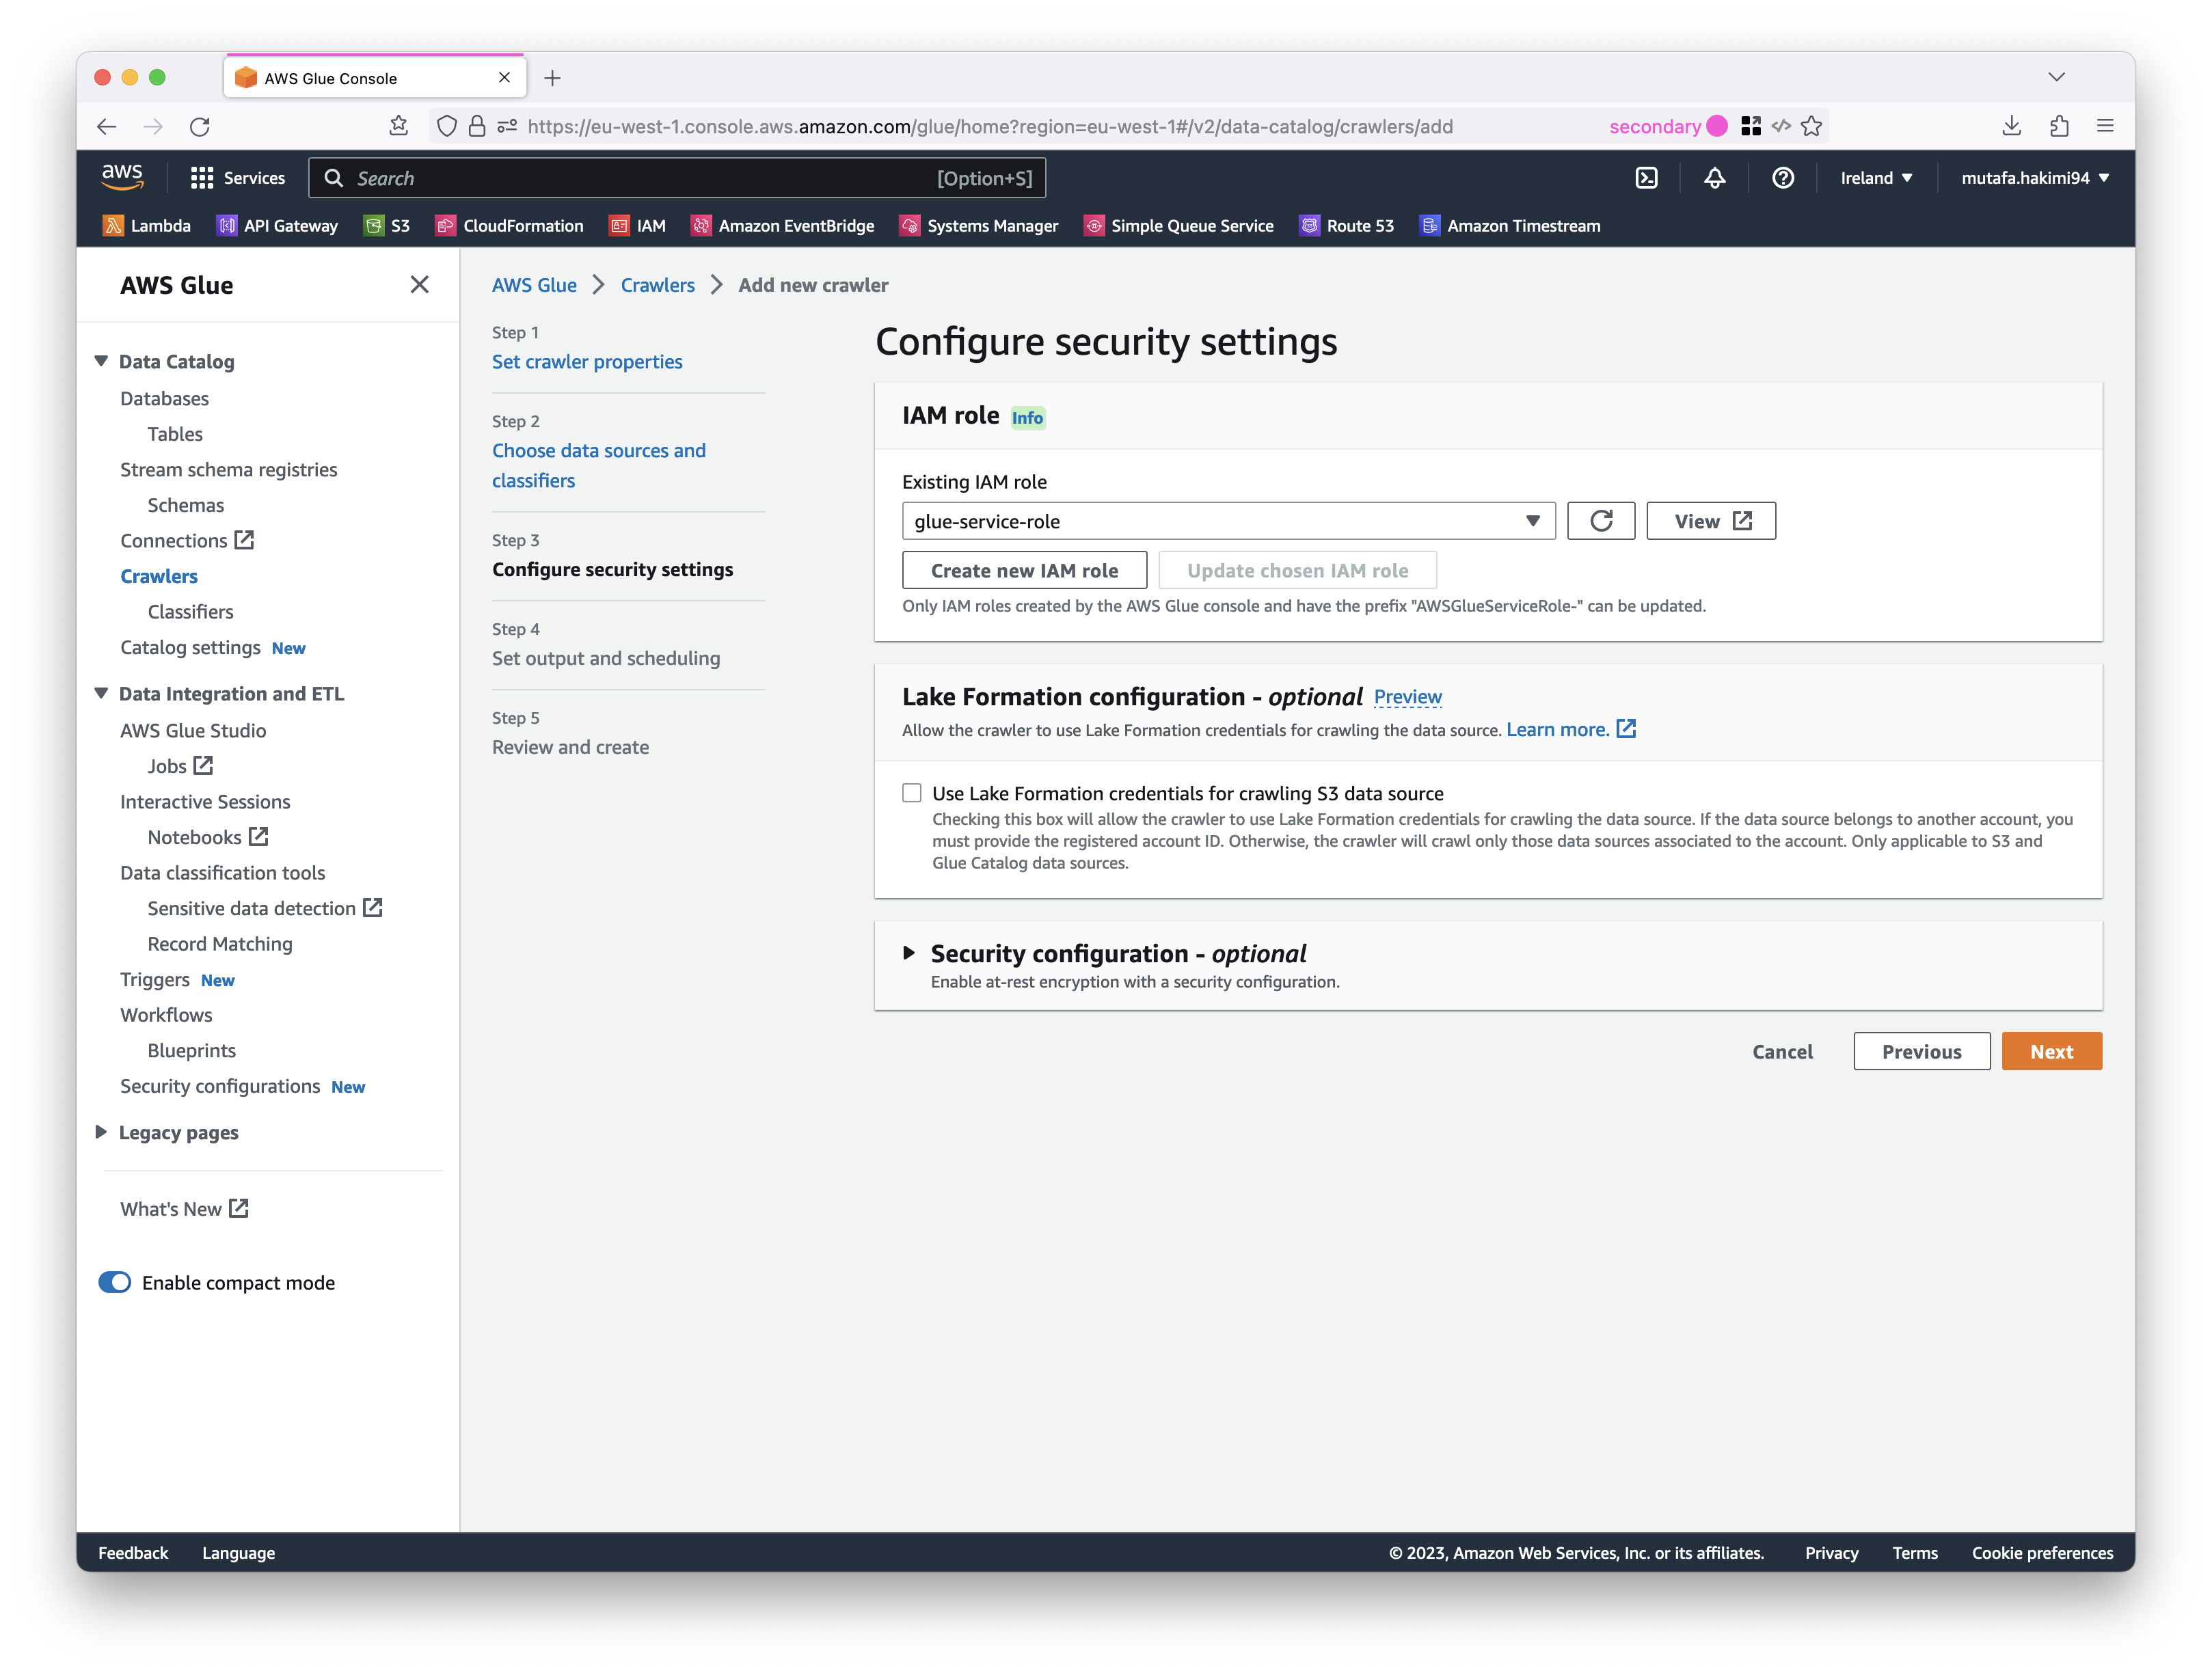 AWS Glue Console
https://eu-west-1.console.aws.amazon.com/glue/home?region=eu-west-1#/v2/data-catalog/crawlers/add
secondary
aws
Services
Search
[Option+S]
Ireland
mutafa.hakimi94
Lambda
API Gateway
S3
CloudFormation
IAM
Amazon EventBridge
Systems Manager
Simple Queue Service
Route 53
Amazon Timestream
AWS Glue
Data Catalog
Databases
Tables
Stream schema registries
Schemas
Connections
Crawlers
Classifiers
Catalog settings New
Data Integration and ETL
AWS Glue Studio
Jobs
Interactive Sessions
Notebooks
Data classification tools
Sensitive data detection
Record Matching
Triggers New
Workflows
Blueprints
Security configurations New
Legacy pages
What's New
Enable compact mode
AWS Glue
Crawlers
Add new crawler
Step 1
Set crawler properties
Step 2
Choose data sources and
classifiers
Step 3
Configure security settings
Step 4
Set output and scheduling
Step 5
Review and create
Configure security settings
IAM role Info
Existing IAM role
glue-service-role
View
Create new IAM role
Update chosen IAM role
Only IAM roles created by the AWS Glue console and have the prefix "AWSGlueServiceRole-" can be updated.
Lake Formation configuration - optional Preview
Allow the crawler to use Lake Formation credentials for crawling the data source. Learn more.
Use Lake Formation credentials for crawling S3 data source
Checking this box will allow the crawler to use Lake Formation credentials for crawling the data source. If the data source belongs to another account, you
must provide the registered account ID. Otherwise, the crawler will crawl only those data sources associated to the account. Only applicable to S3 and
Glue Catalog data sources.
Security configuration - optional
Enable at-rest encryption with a security configuration.
Cancel
Previous
Next
Feedback
Language
© 2023, Amazon Web Services, Inc. or its affiliates.
Privacy
Terms
Cookie preferences